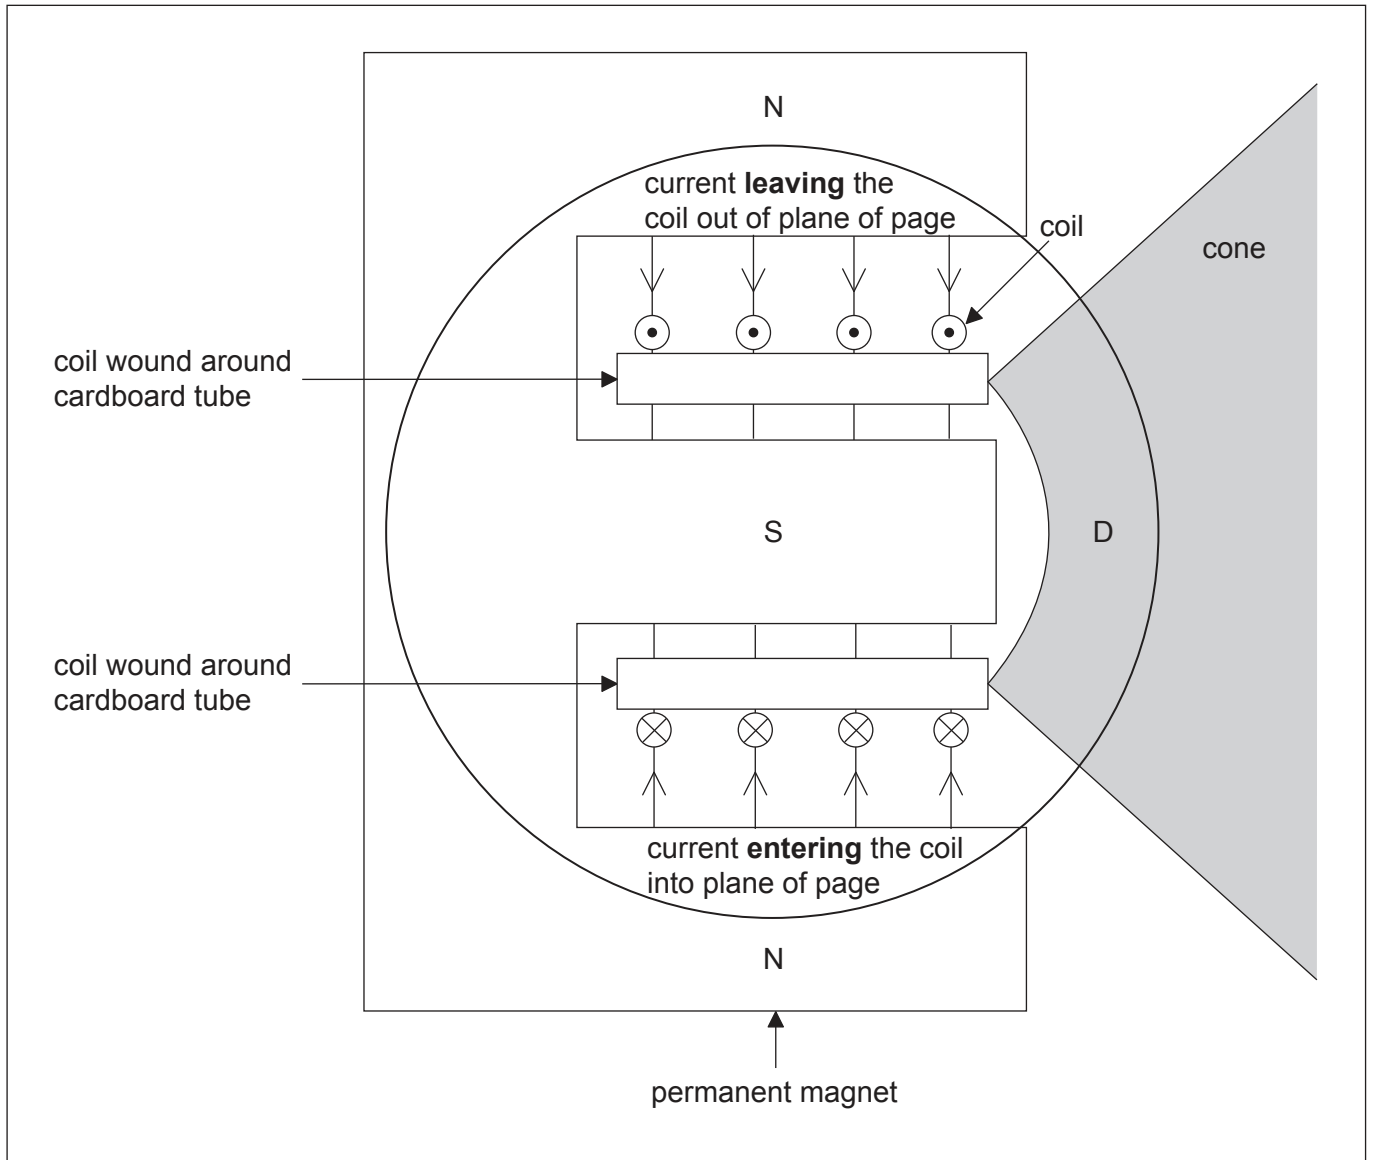 N
current leaving the
coil out of plane of page
coil
cone
coil wound around
cardboard tube
S
D
coil wound around
cardboard tube
current entering the coil
into plane of page
N
permanent magnet